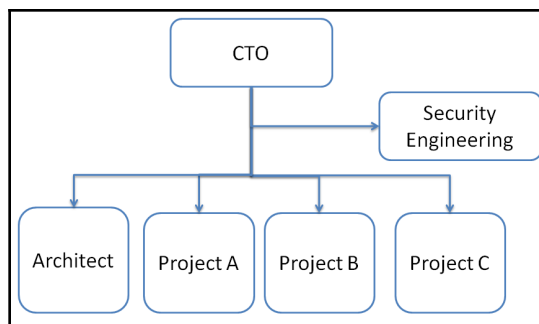 CTO
Security
Engineering
Architect
Project A
Project B
Project C